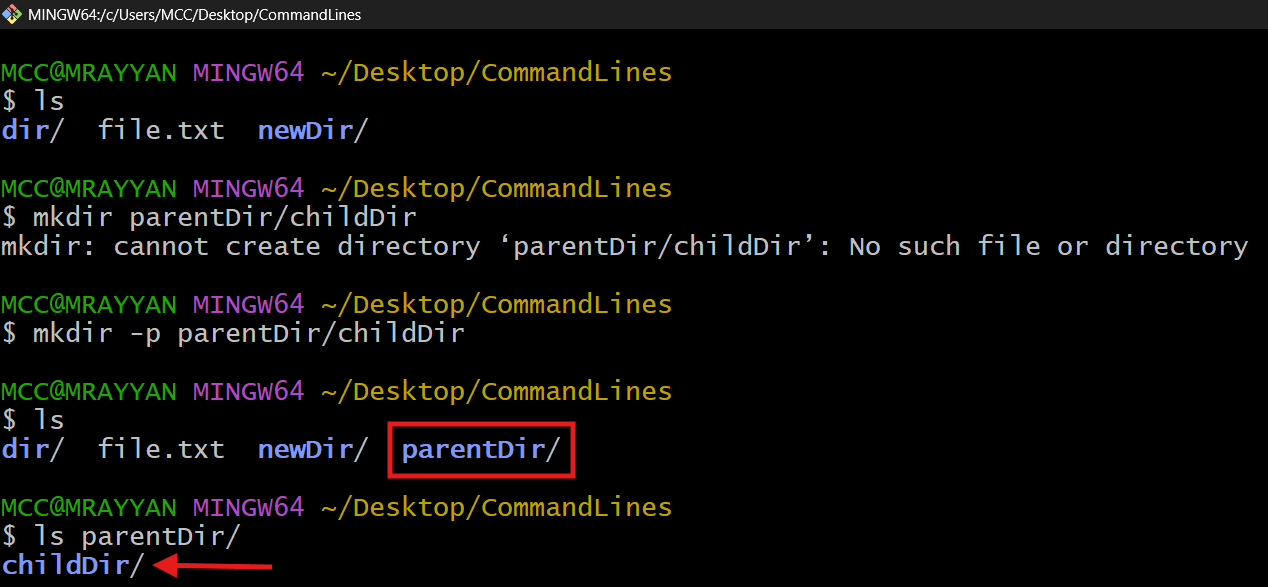 MINGW64:/c/Users/MCC/Desktop/CommandLines
MCC@MRAYYAN MINGW64 ~/Desktop/CommandLines
$ ls
dir/  file.txt  newDir/
MCC@MRAYYAN MINGW64 ~/Desktop/CommandLines
$ mkdir parentDir/childDir
mkdir: cannot create directory ‘parentDir/childDir’: No such file or directory
MCC@MRAYYAN MINGW64 ~/Desktop/CommandLines
$ mkdir -p parentDir/childDir
MCC@MRAYYAN MINGW64 ~/Desktop/CommandLines
$ ls
dir/  file.txt  newDir/  parentDir/
MCC@MRAYYAN MINGW64 ~/Desktop/CommandLines
$ ls parentDir/
childDir/